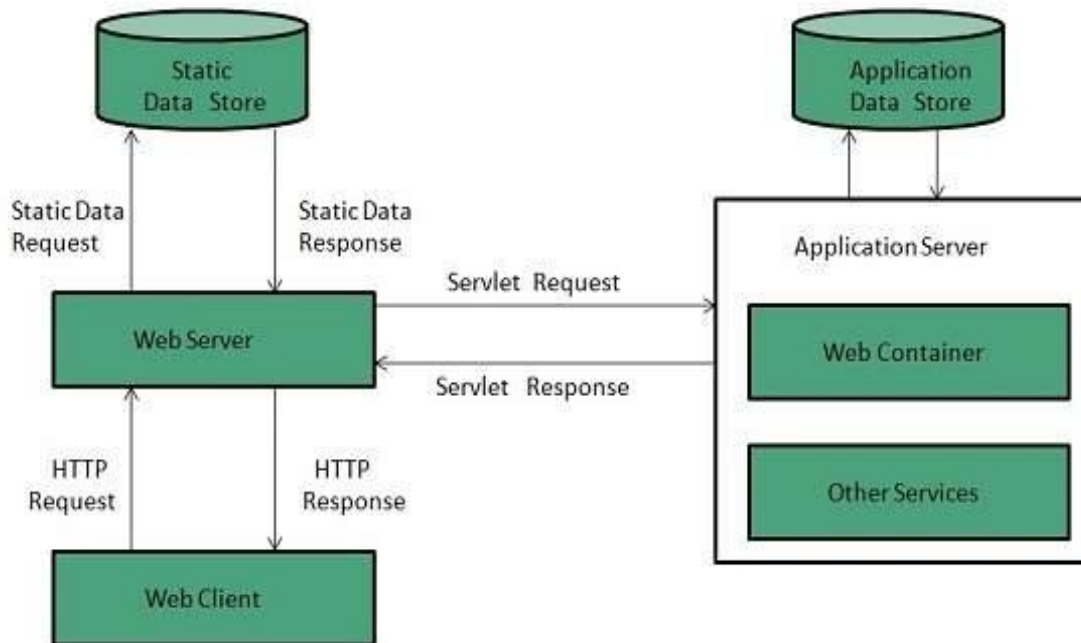 Static
Data Store
Application
Data Store
Static Data
Request
Static Data
Response
Servlet Request
Servlet Response
Application Server
Web Server
Web Container
Other Services
HTTP
Request
HTTP
Response
Web Client